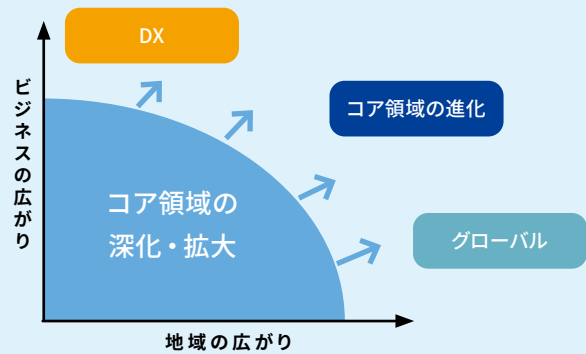 DX
ビジネスの広がり
コア領域の進化
コア領域の
深化・拡大
グローバル
地域の広がり